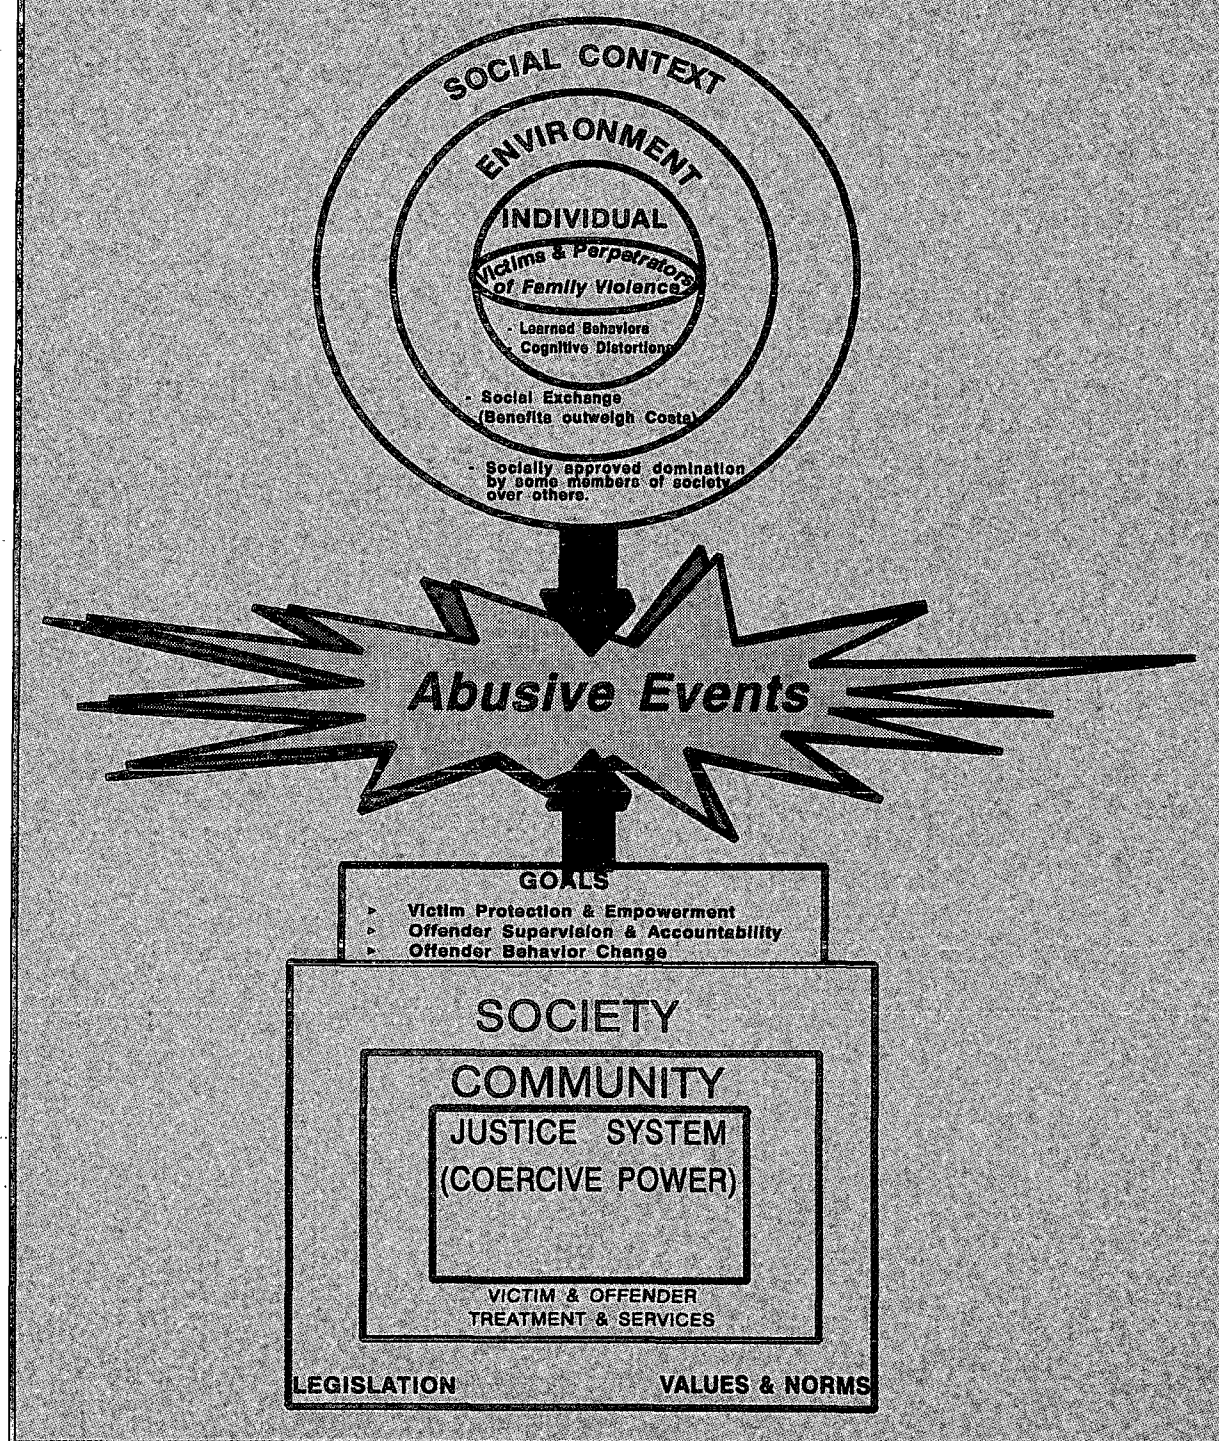 SOCIAL CONTEXT
ENVIRONMENT
INDIVIDUAL
Victims & Perpetrators
of Family Violence
- Learned Behaviors
- Cognitive Distortions
- Social Exchange
(Benefits outweigh Costs)
- Socially approved domination
by some members of society
over others.
Abusive Events
GOALS
Victim Protection & Empowerment
Offender Supervision & Accountability
Offender Behavior Change
SOCIETY
COMMUNITY
JUSTICE SYSTEM
(COERCIVE POWER)
VICTIM & OFFENDER
TREATMENT & SERVICES
LEGISLATION VALUES & NORMS